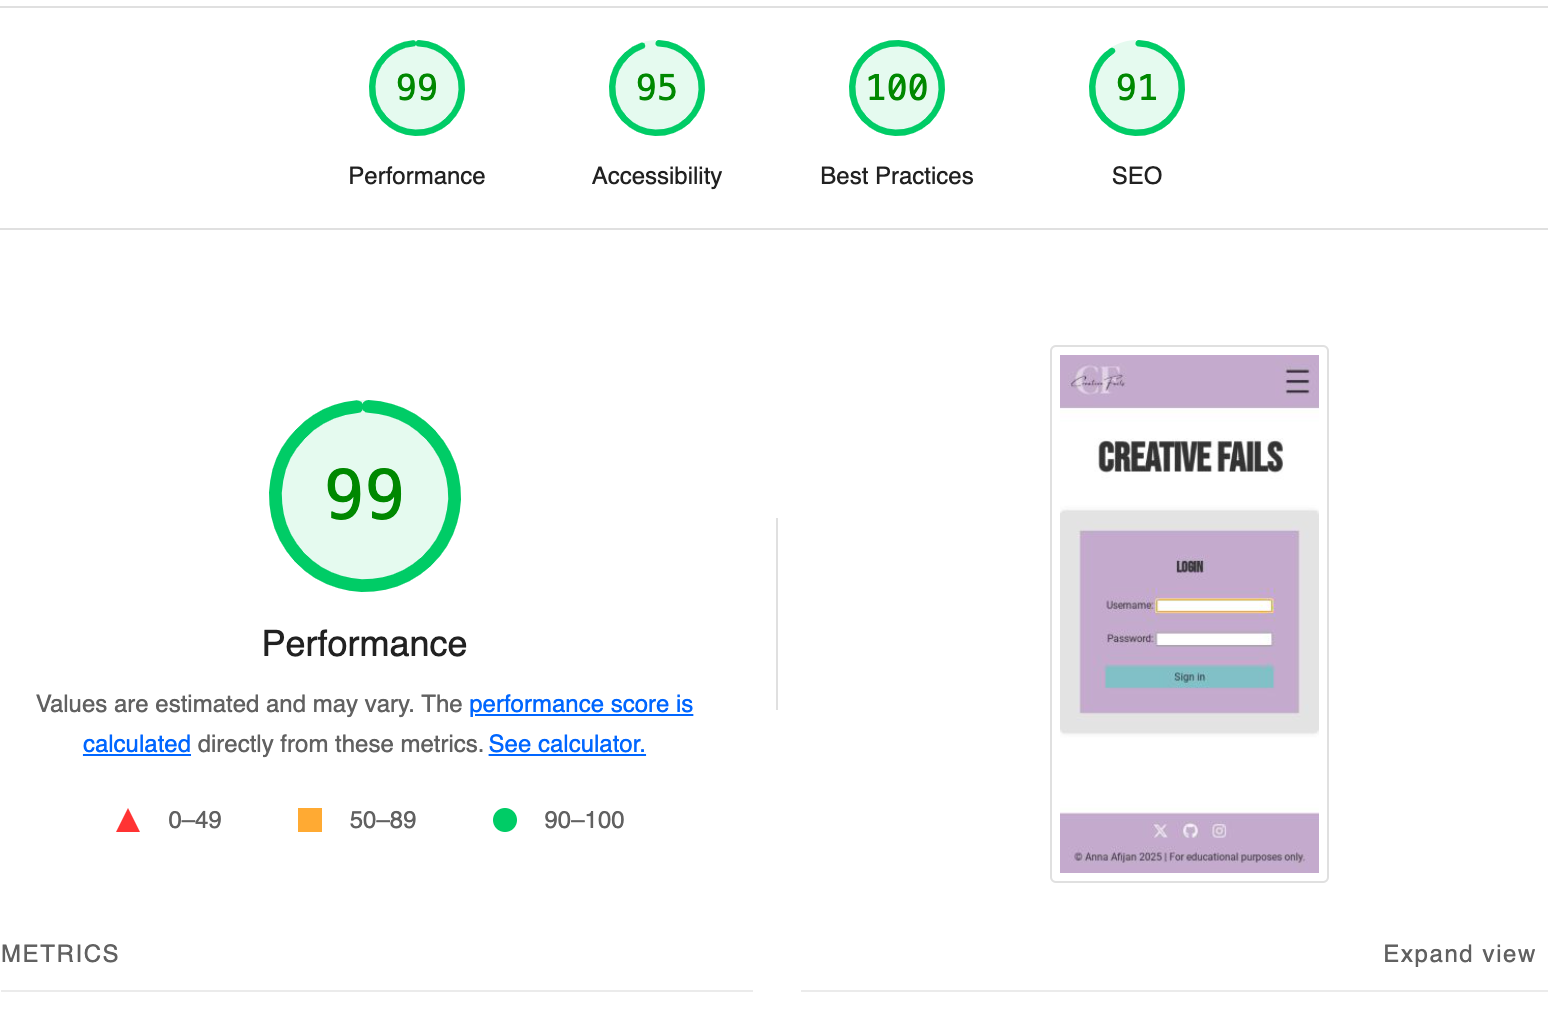 99
95
100
91
Performance
Accessibility
Best Practices
SEO
99
Performance
Values are estimated and may vary. The performance score is
calculated directly from these metrics. See calculator.
0–49
50–89
90–100
CF
Creative Fails
CREATIVE FAILS
LOGIN
Username:
Password:
Sign in
© Anna Afijan 2025 | For educational purposes only.
METRICS
Expand view